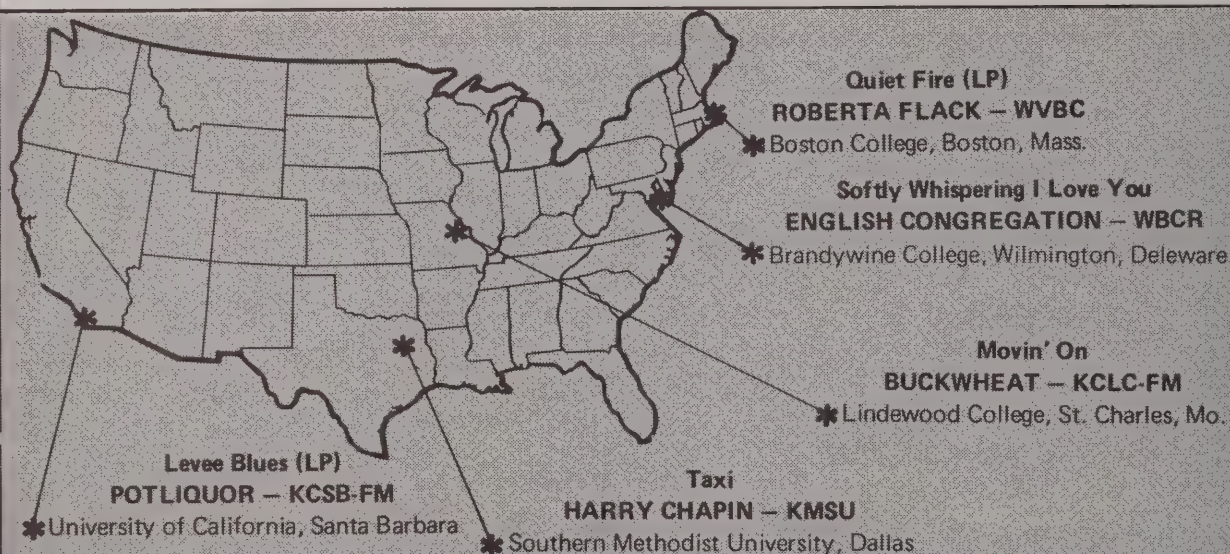 Quiet Fire (LP)
ROBERTA FLACK — WVBC
✱ Boston College, Boston, Mass.
Softly Whispering I Love You
ENGLISH CONGREGATION — WBCR
✱ Brandywine College, Wilmington, Deleware
Movin' On
BUCKWHEAT — KCLC-FM
✱ Lindewood College, St. Charles, Mo.
Levee Blues (LP)
POTLIQUOR — KCSB-FM
✱ University of California, Santa Barbara
Taxi
HARRY CHAPIN — KMSU
✱ Southern Methodist University, Dallas